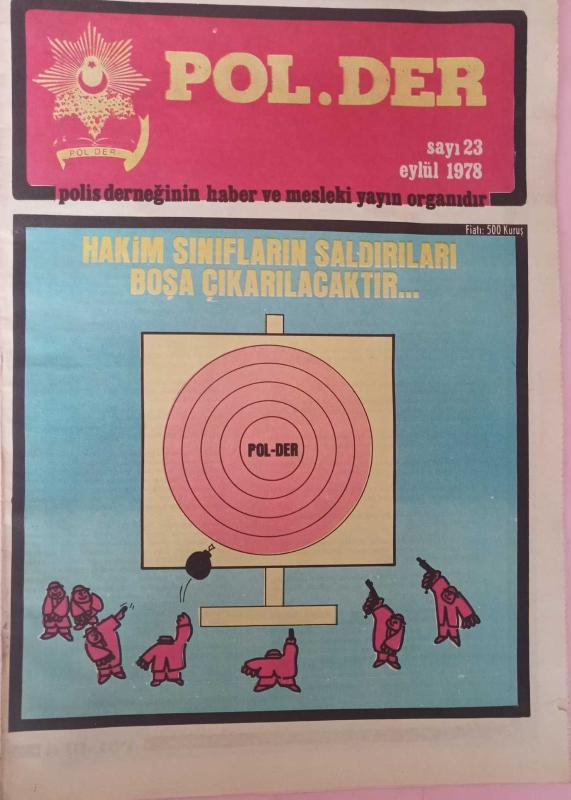 POL.DER
POL DER
sayı 23
eylül 1978
polis derneğinin haber ve mesleki yayın organıdır
Fiatı: 500 Kuruş
HAKİM SINIFLARIN SALDIRILARI
BOŞA ÇIKARILACAKTIR...
POL-DER